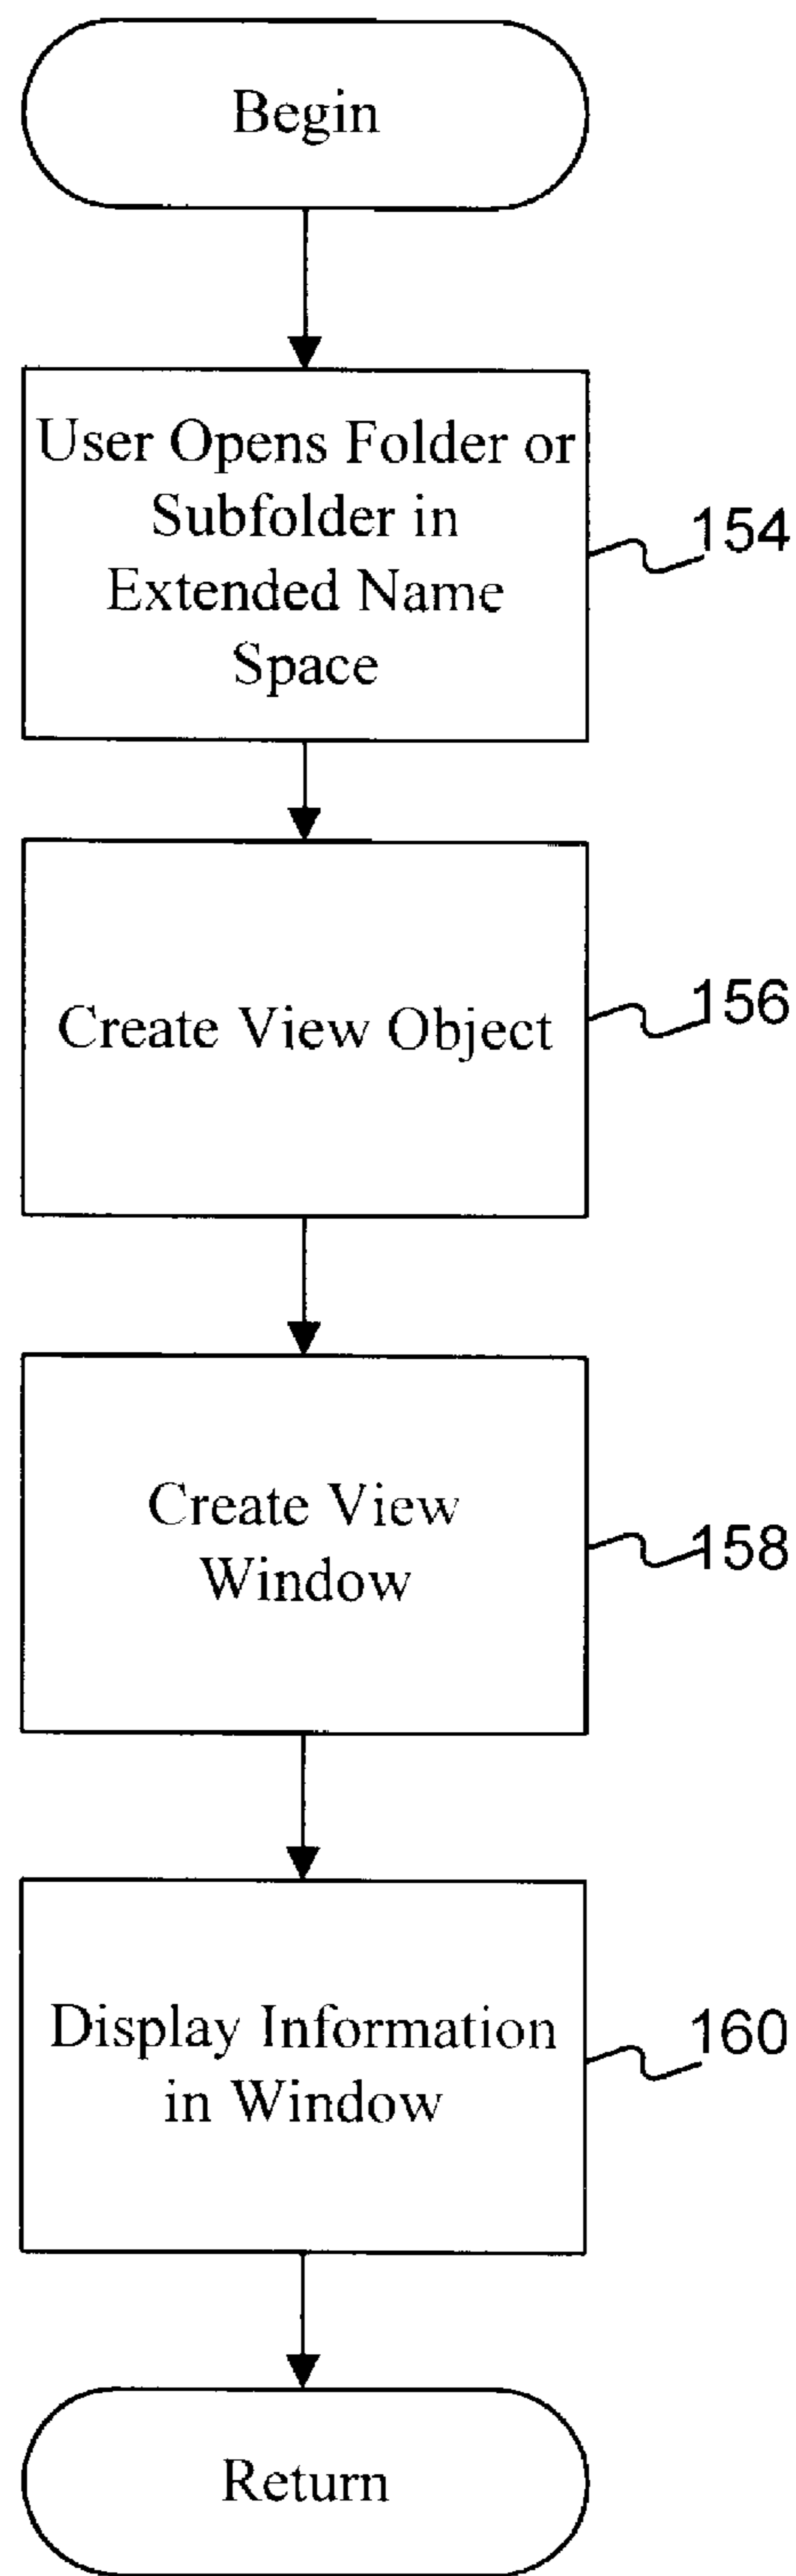 Begin
User Opens Folder or
Subfolder in
Extended Name
Space
154
Create View Object
156
Create View
Window
158
Display Information
in Window
160
Return